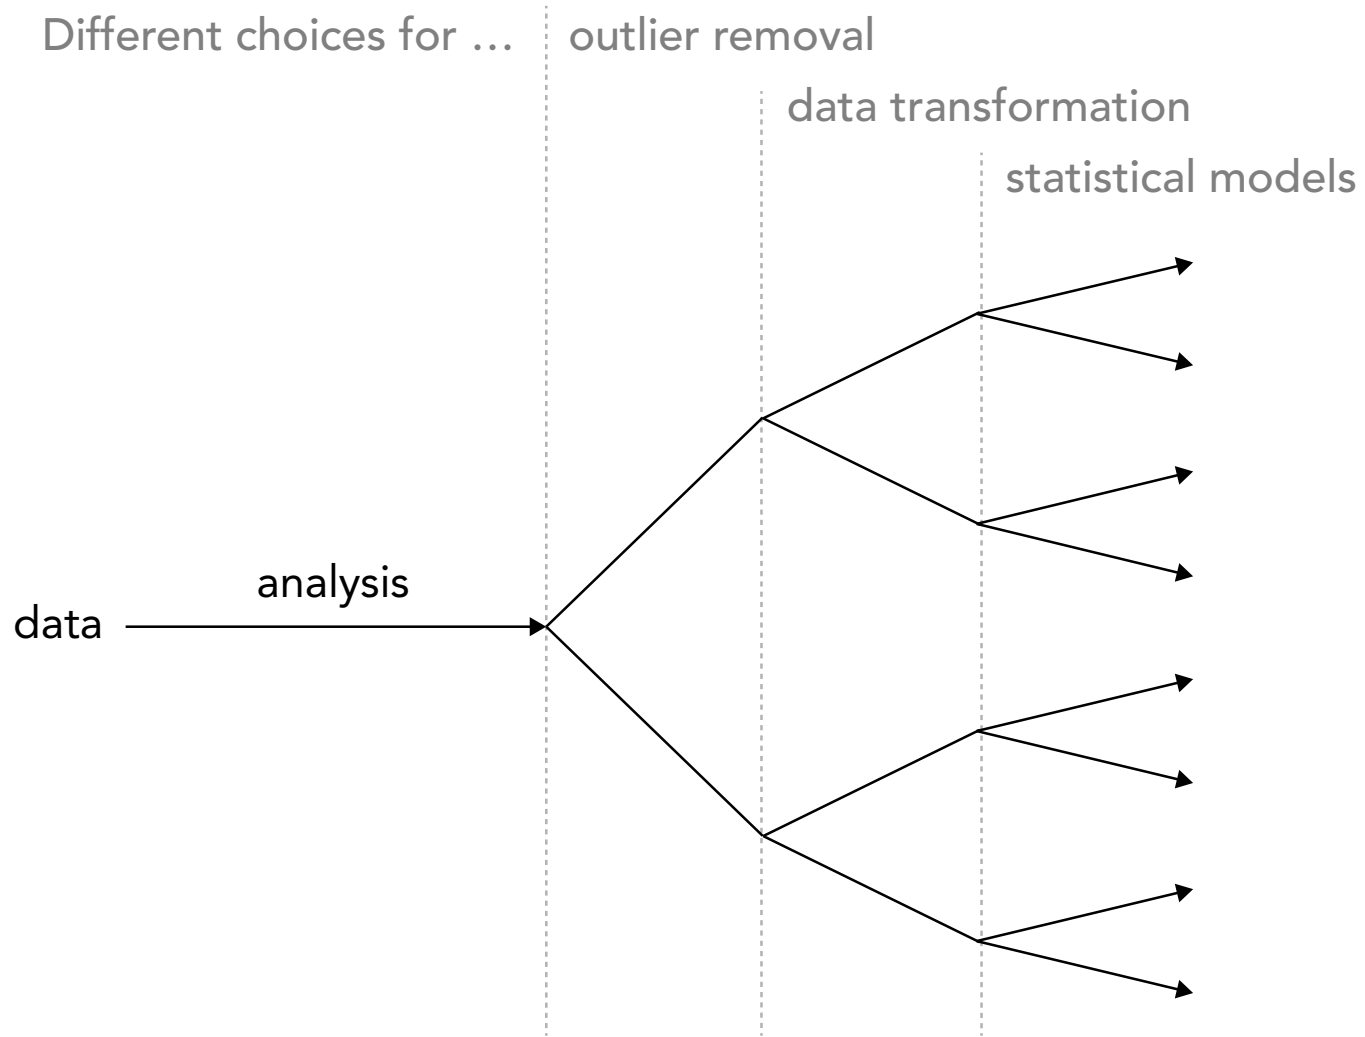 Different choices for …
outlier removal
data transformation
statistical models
analysis
data